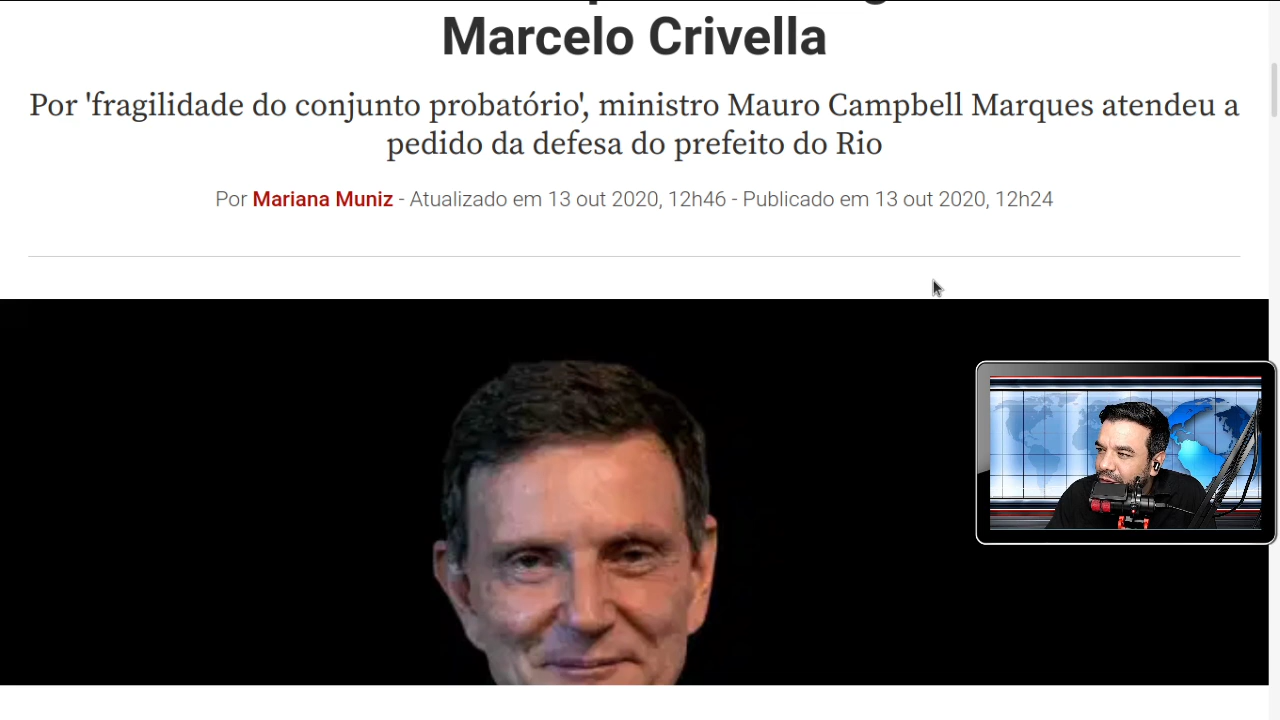 Marcelo Crivella
Por 'fragilidade do conjunto probatório', ministro Mauro Campbell Marques atendeu a
pedido da defesa do prefeito do Rio
Por Mariana Muniz - Atualizado em 13 out 2020, 12h46 - Publicado em 13 out 2020, 12h24